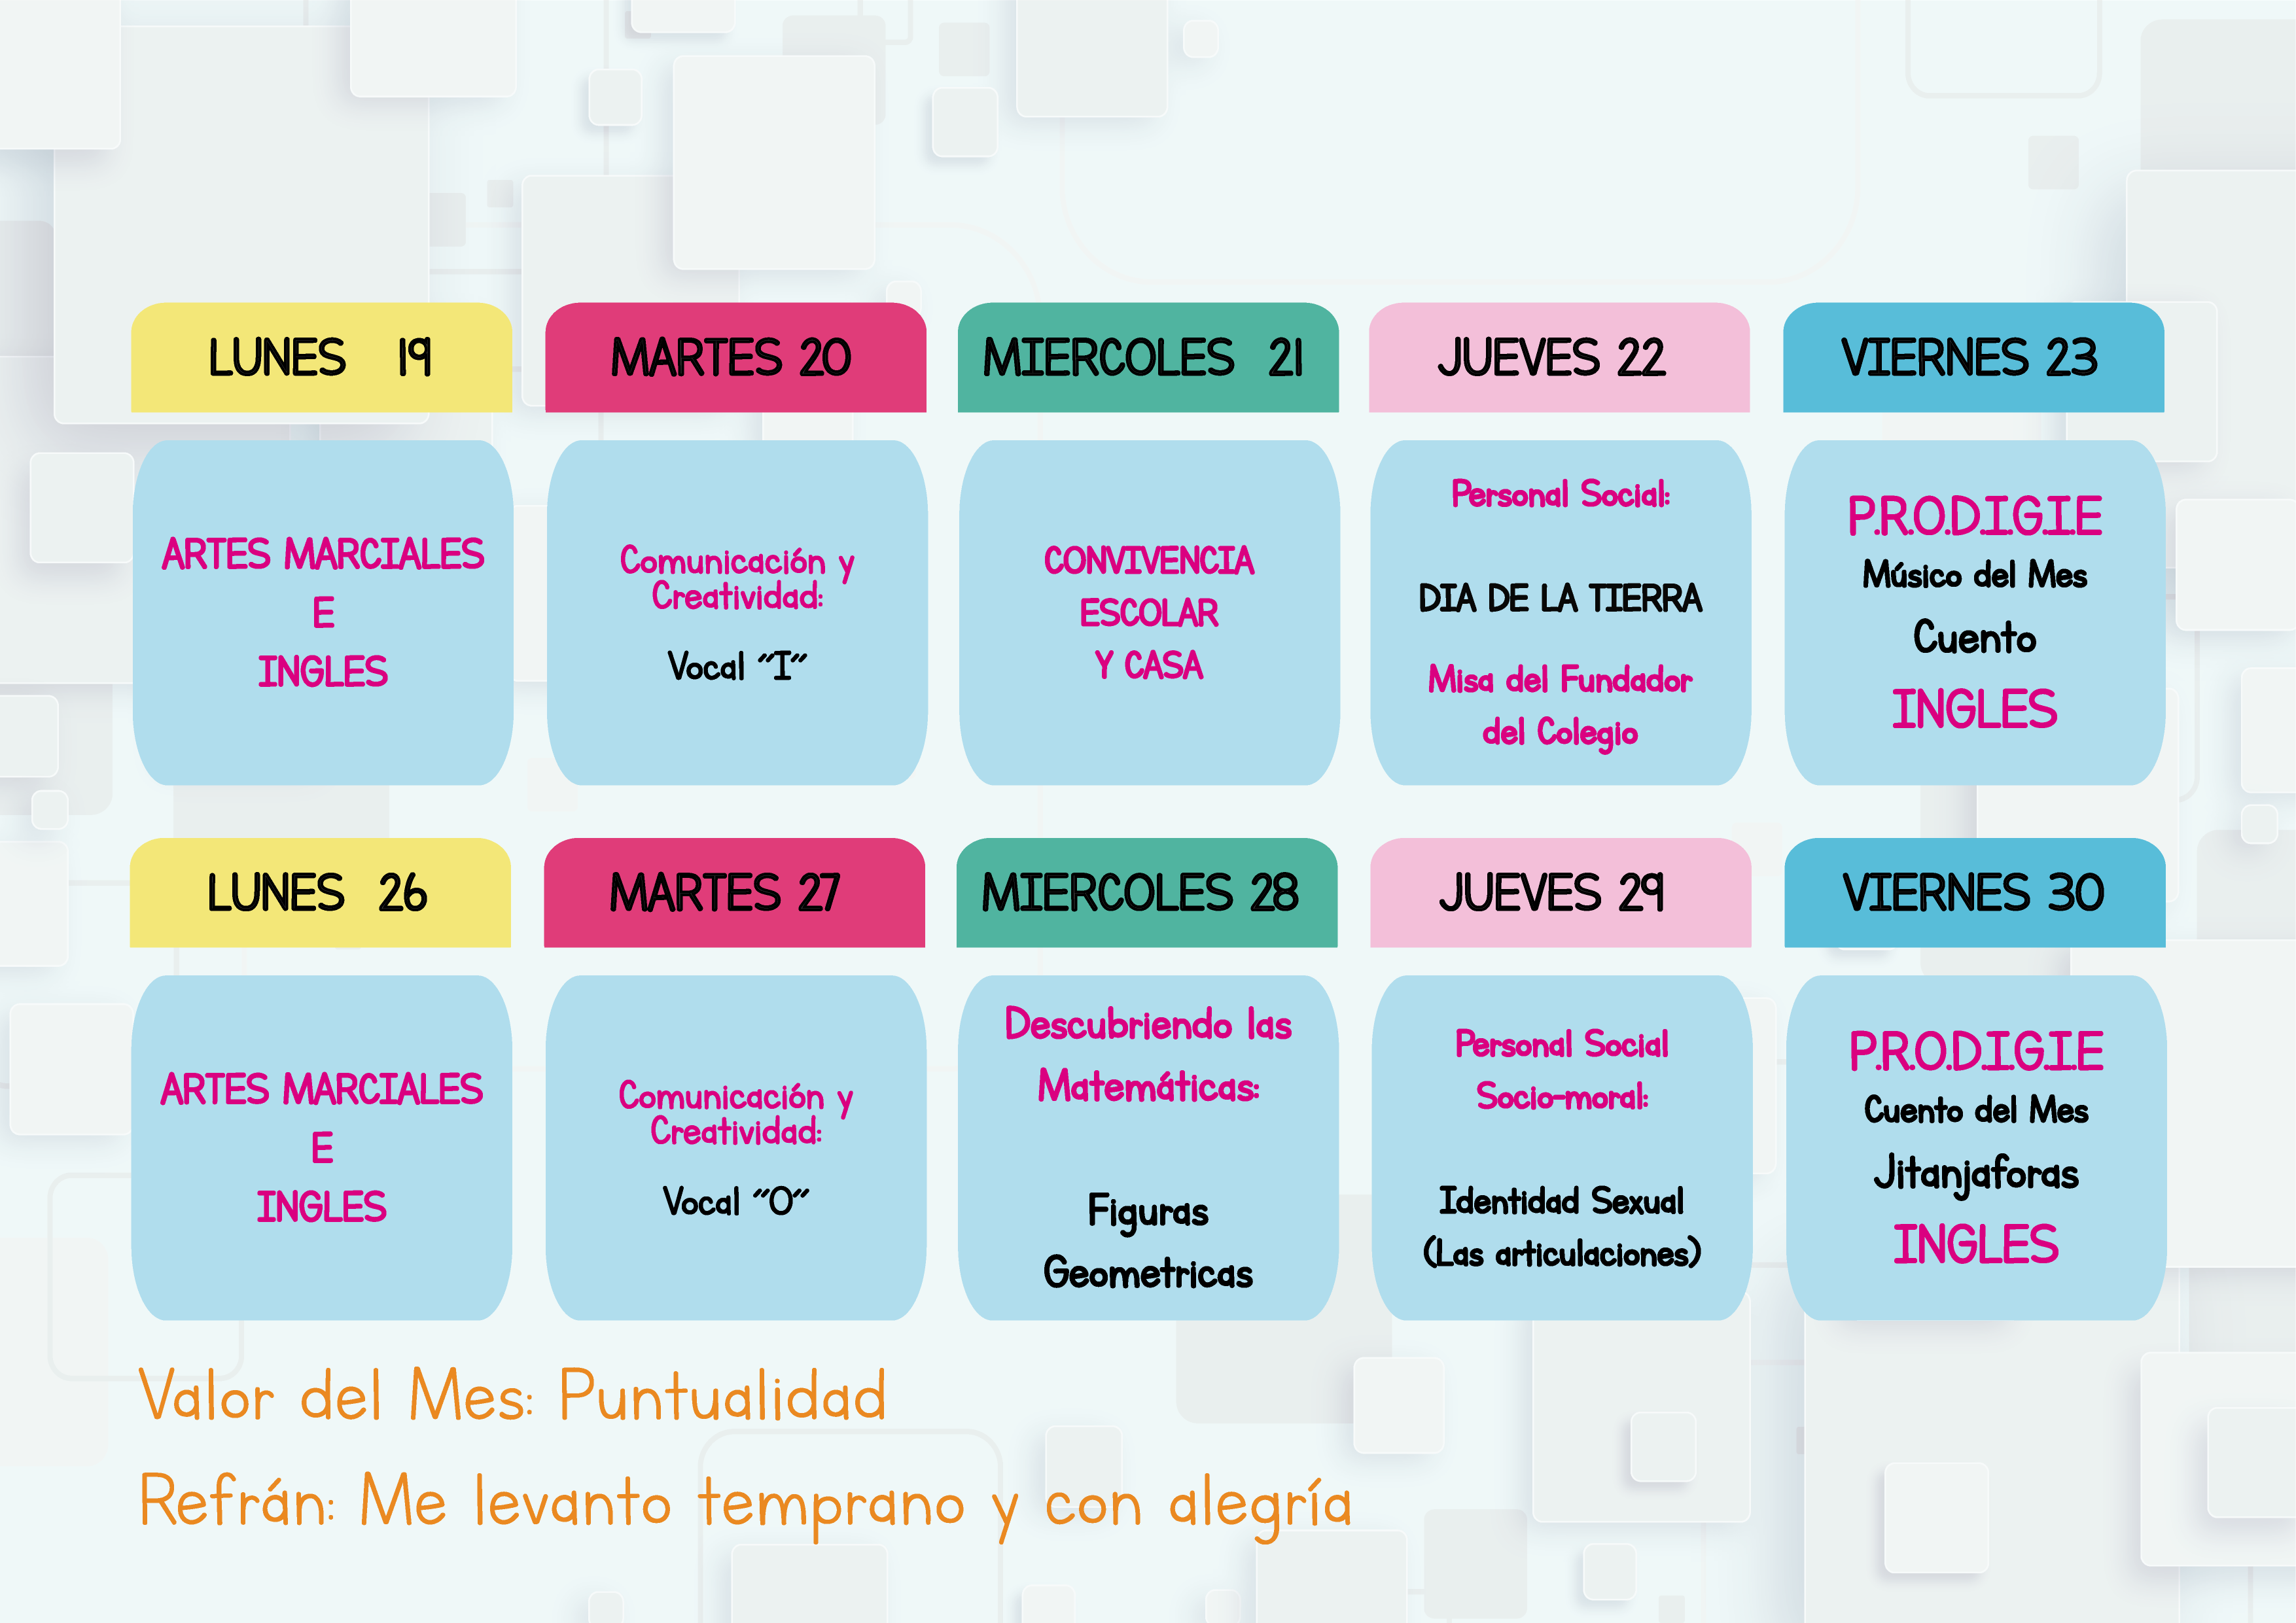 LUNES 19
MARTES 20
MIERCOLES 21
JUEVES 22
VIERNES 23
ARTES MARCIALES
E
INGLES
Comunicación y
Creatividad:
Vocal "I"
CONVIVENCIA
ESCOLAR
Y CASA
Personal Social:
DIA DE LA TIERRA
Misa del Fundador
del Colegio
P.R.O.D.I.G.I.E
Músico del Mes
Cuento
INGLES
LUNES 26
MARTES 27
MIERCOLES 28
JUEVES 29
VIERNES 30
ARTES MARCIALES
E
INGLES
Comunicación y
Creatividad:
Vocal "O"
Descubriendo las
Matemáticas:
Figuras
Geometricas
Personal Social
Socio-moral:
Identidad Sexual
(Las articulaciones)
P.R.O.D.I.G.I.E
Cuento del Mes
Jitanjaforas
INGLES
Valor del Mes: Puntualidad
Refrán: Me levanto temprano y con alegría